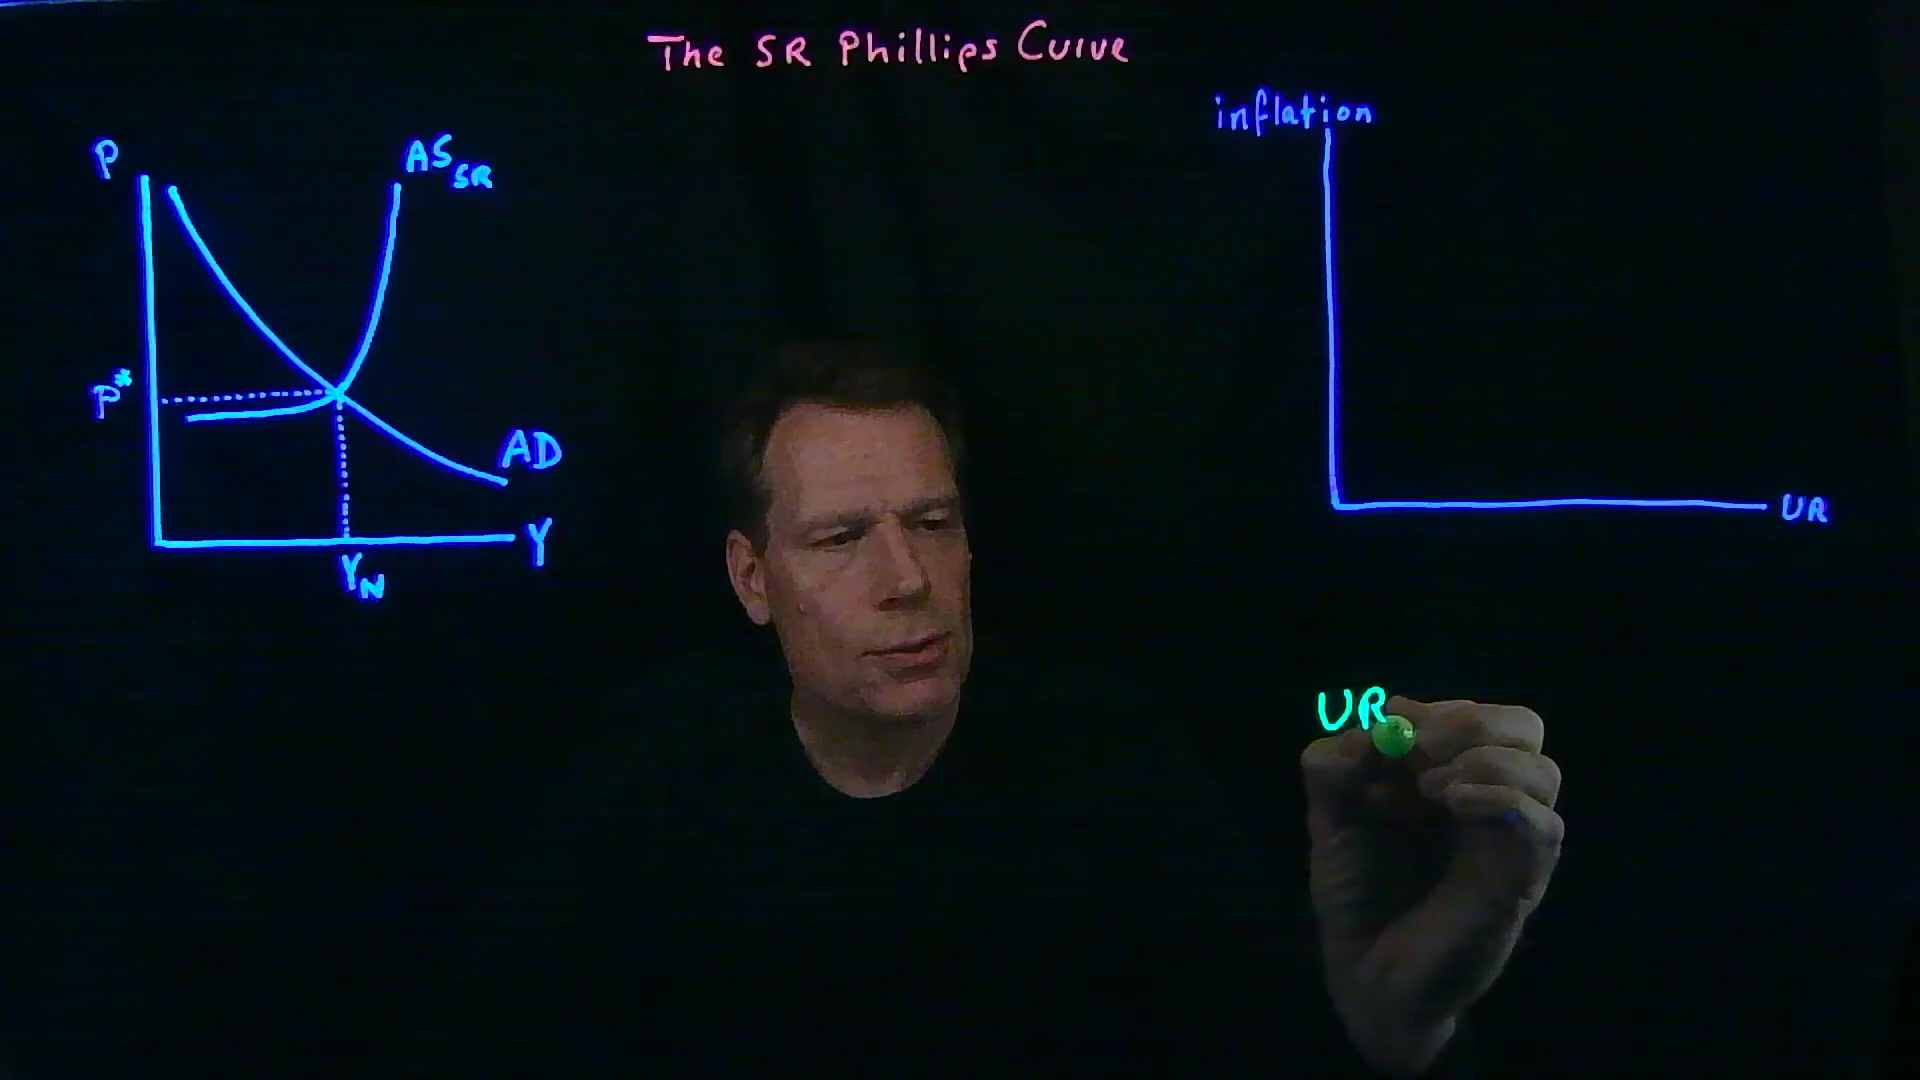 The SR Phillips Curve
inflation
P
AS SR
P*
AD
UR
Y
Y N
UR